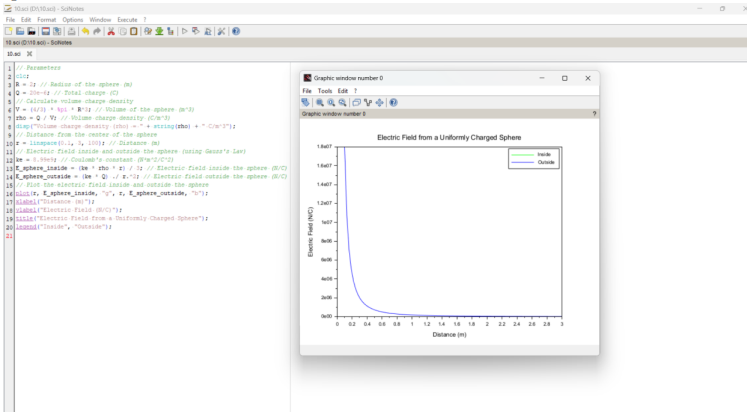 10.sci (D:\10.sci) - SciNotes
File Edit Format Options Window Execute ?
10.sci (D:\10.sci) - SciNotes
10.sci
1 // Parameters
2 clc;
3 R = 2; // Radius of the sphere (m)
4 Q = 20e-6; // Total charge (C)
5 // Calculate volume charge density
6 V = (4/3) * %pi * R^3; // Volume of the sphere (m^3)
7 rho = Q / V; // Volume charge density (C/m^3)
8 disp("Volume charge density (rho) = " + string(rho) + " C/m^3");
9 // Distance from the center of the sphere
10 r = linspace(0.1, 3, 100); // Distance (m)
11 // Electric field inside and outside the sphere (using Gauss's Law)
12 ke = 8.99e9; // Coulomb's constant (N*m^2/C^2)
13 E_sphere_inside = (ke * rho * r) / 3; // Electric field inside the sphere (N/C)
14 E_sphere_outside = (ke * Q) ./ r.^2; // Electric field outside the sphere (N/C)
15 // Plot the electric field inside and outside the sphere
16 plot(r, E_sphere_inside, "g", r, E_sphere_outside, "b");
17 xlabel("Distance (m)");
18 ylabel("Electric Field (N/C)");
19 title("Electric Field from a Uniformly Charged Sphere");
20 legend("Inside", "Outside");
21
Graphic window number 0
File Tools Edit ?
Graphic window number 0 ?
Electric Field from a Uniformly Charged Sphere
Inside
Outside
1.8e07
1.6e07
1.4e07
1.2e07
1e07
8e06
6e06
4e06
2e06
0e00
Electric Field (N/C)
0 0.2 0.4 0.6 0.8 1 1.2 1.4 1.6 1.8 2 2.2 2.4 2.6 2.8 3
Distance (m)